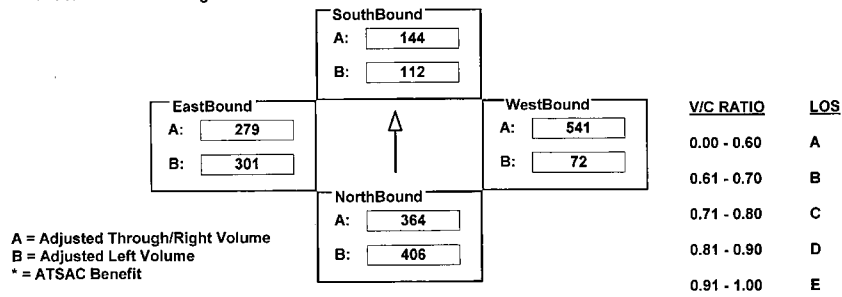 SouthBound
A: 144
B: 112
EastBound
A: 279
B: 301
WestBound
A: 541
B: 72
NorthBound
A: 364
B: 406
A = Adjusted Through/Right Volume
B = Adjusted Left Volume
* = ATSAC Benefit
V/C RATIO LOS
0.00 - 0.60 A
0.61 - 0.70 B
0.71 - 0.80 C
0.81 - 0.90 D
0.91 - 1.00 E